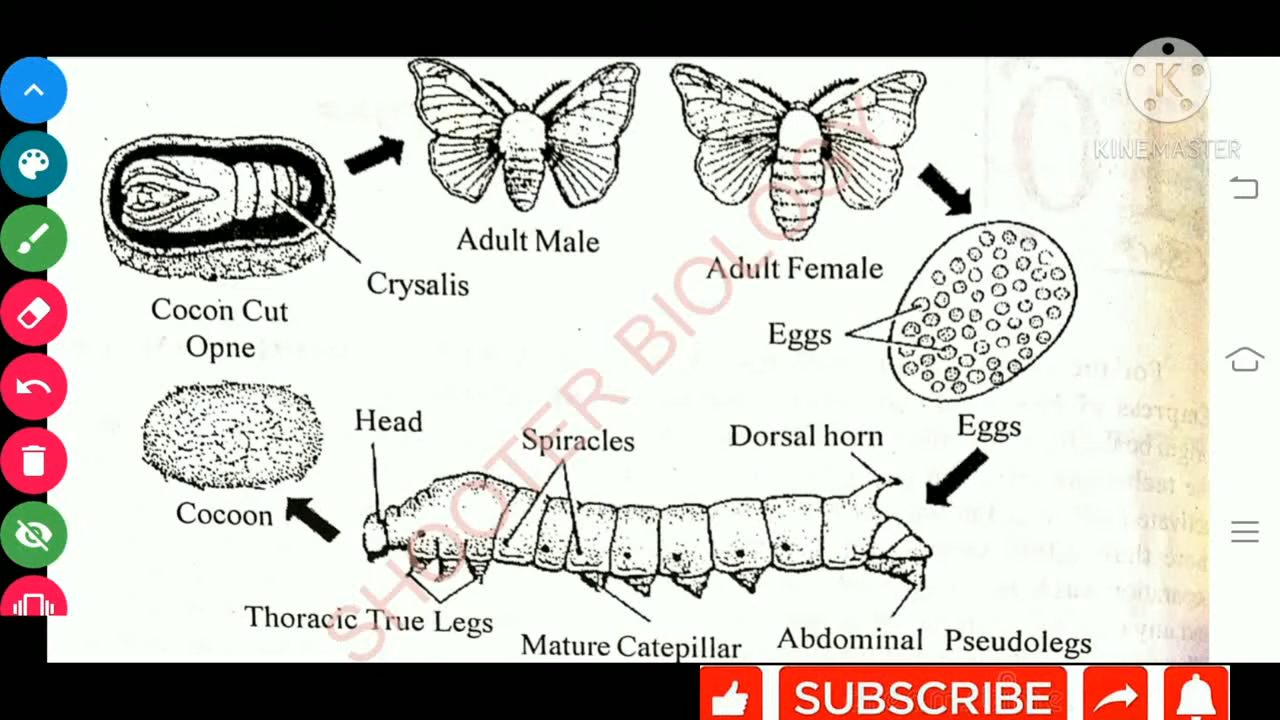 K
KINEMASTER
Adult Male
Adult Female
Crysalis
Cocon Cut
Opne
Eggs
Head
Spiracles
Dorsal horn
Eggs
Cocoon
Thoracic True Legs
Mature Catepillar
Abdominal Pseudolegs
SHOOTER BIOLOGY
SUBSCRIBE